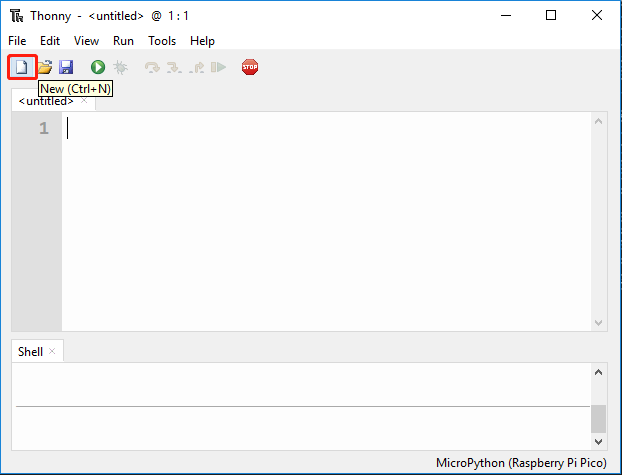 Thonny - <untitled> @ 1 : 1
File Edit View Run Tools Help
STOP
New (Ctrl+N)
<untitled> ×
1
Shell ×
MicroPython (Raspberry Pi Pico)